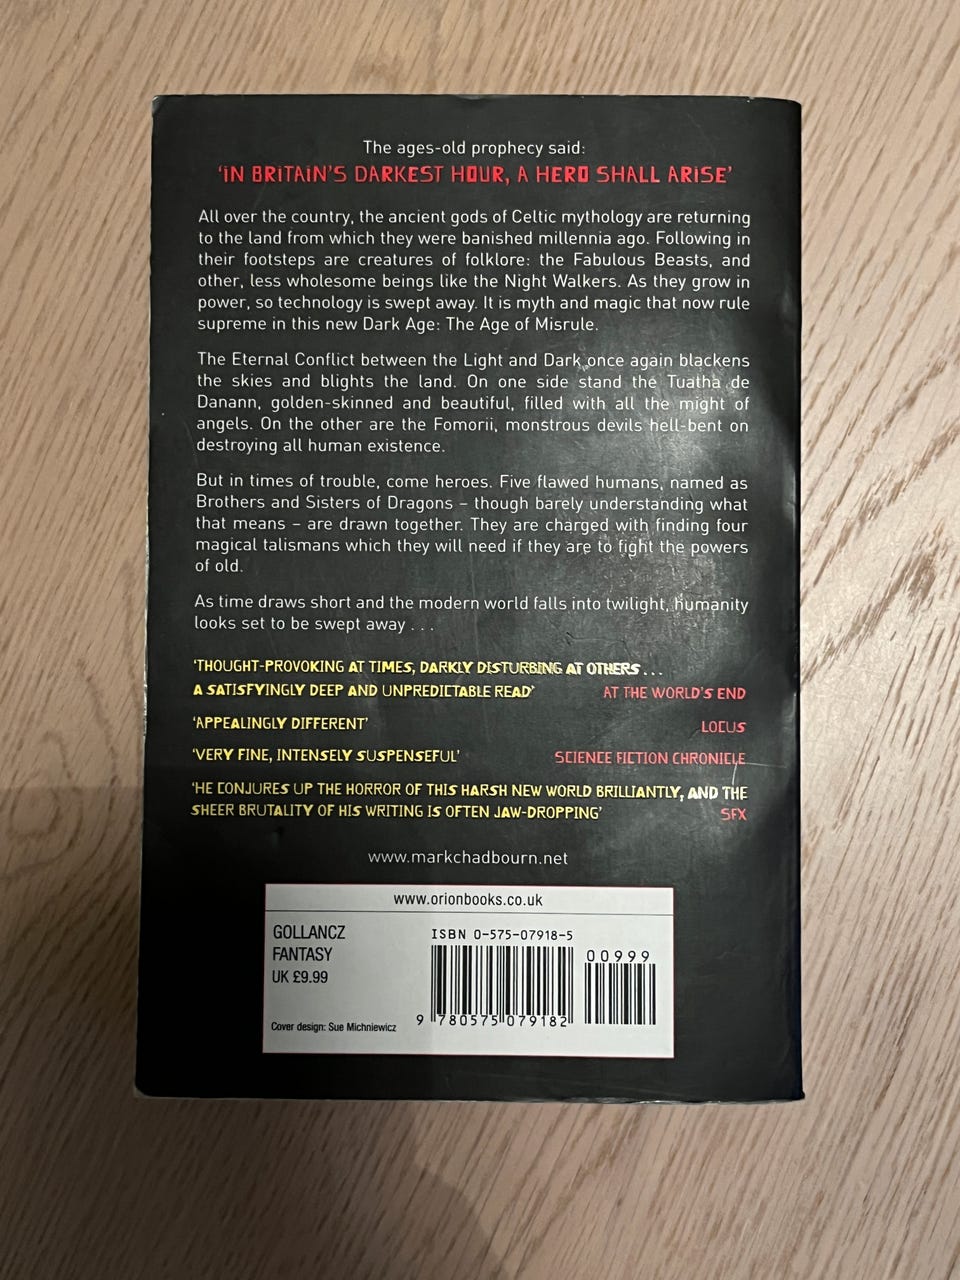 The ages-old prophecy said:
‘IN BRITAIN’S DARKEST HOUR, A HERO SHALL ARISE’
All over the country, the ancient gods of Celtic mythology are returning
to the land from which they were banished millennia ago. Following in
their footsteps are creatures of folklore: the Fabulous Beasts, and
other, less wholesome beings like the Night Walkers. As they grow in
power, so technology is swept away. It is myth and magic that now rule
supreme in this new Dark Age: The Age of Misrule.
The Eternal Conflict between the Light and Dark once again blackens
the skies and blights the land. On one side stand the Tuatha de
Danann, golden-skinned and beautiful, filled with all the might of
angels. On the other are the Fomorii, monstrous devils hell-bent on
destroying all human existence.
But in times of trouble, come heroes. Five flawed humans, named as
Brothers and Sisters of Dragons – though barely understanding what
that means – are drawn together. They are charged with finding four
magical talismans which they will need if they are to fight the powers
of old.
As time draws short and the modern world falls into twilight, humanity
looks set to be swept away . . .
‘THOUGHT-PROVOKING AT TIMES, DARKLY DISTURBING AT OTHERS . . .
A SATISFYINGLY DEEP AND UNPREDICTABLE READ’ AT THE WORLD’S END
‘APPEALINGLY DIFFERENT’ LOCUS
‘VERY FINE, INTENSELY SUSPENSEFUL’ SCIENCE FICTION CHRONICLE
‘HE CONJURES UP THE HORROR OF THIS HARSH NEW WORLD BRILLIANTLY, AND THE
SHEER BRUTALITY OF HIS WRITING IS OFTEN JAW-DROPPING’ SFX
www.markchadbourn.net
www.orionbooks.co.uk
GOLLANCZ
FANTASY
UK £9.99
Cover design: Sue Michniewicz
ISBN 0-575-07918-5
00999
9 780575 079182